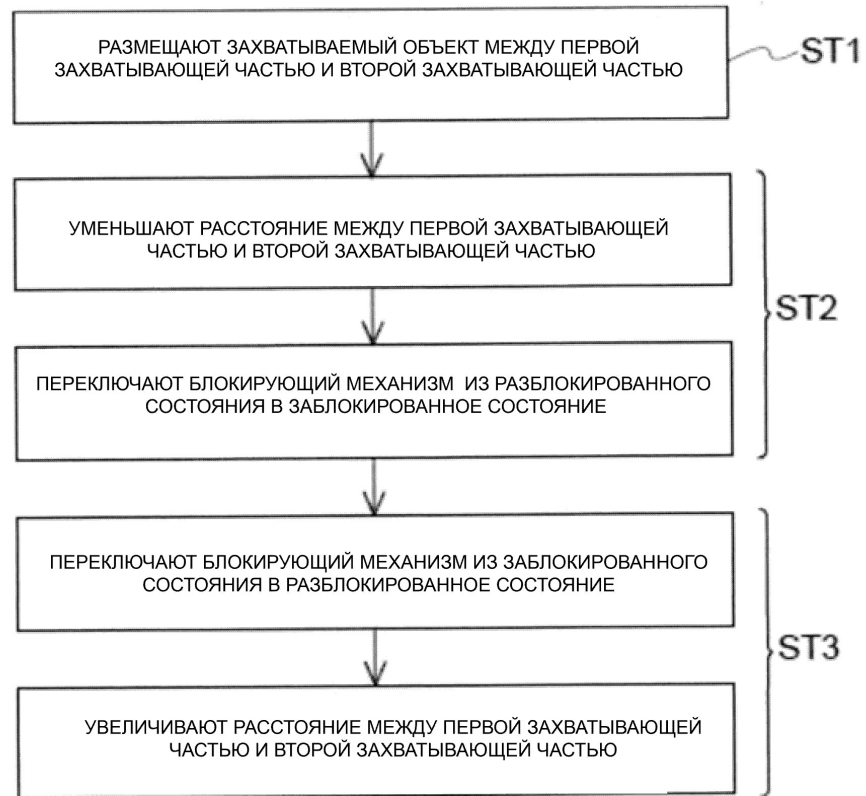 РАЗМЕЩАЮТ ЗАХВАТЫВАЕМЫЙ ОБЪЕКТ МЕЖДУ ПЕРВОЙ
ЗАХВАТЫВАЮЩЕЙ ЧАСТЬЮ И ВТОРОЙ ЗАХВАТЫВАЮЩЕЙ ЧАСТЬЮ
ST1
УМЕНЬШАЮТ РАССТОЯНИЕ МЕЖДУ ПЕРВОЙ ЗАХВАТЫВАЮЩЕЙ
ЧАСТЬЮ И ВТОРОЙ ЗАХВАТЫВАЮЩЕЙ ЧАСТЬЮ
ST2
ПЕРЕКЛЮЧАЮТ БЛОКИРУЮЩИЙ МЕХАНИЗМ ИЗ РАЗБЛОКИРОВАННОГО
СОСТОЯНИЯ В ЗАБЛОКИРОВАННОЕ СОСТОЯНИЕ
ПЕРЕКЛЮЧАЮТ БЛОКИРУЮЩИЙ МЕХАНИЗМ ИЗ ЗАБЛОКИРОВАННОГО
СОСТОЯНИЯ В РАЗБЛОКИРОВАННОЕ СОСТОЯНИЕ
ST3
УВЕЛИЧИВАЮТ РАССТОЯНИЕ МЕЖДУ ПЕРВОЙ ЗАХВАТЫВАЮЩЕЙ
ЧАСТЬЮ И ВТОРОЙ ЗАХВАТЫВАЮЩЕЙ ЧАСТЬЮ